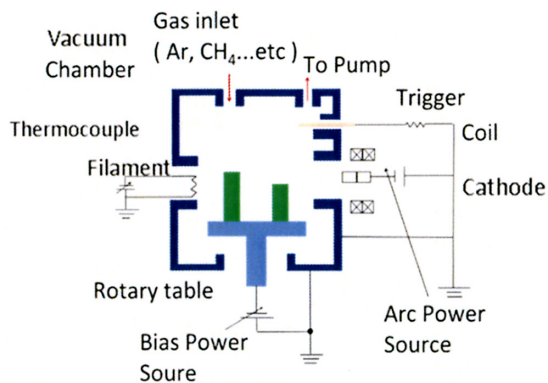 Gas inlet
( Ar, CH4...etc )
Vacuum
Chamber
To Pump
Trigger
Thermocouple
Coil
Filament
Cathode
Rotary table
Arc Power
Source
Bias Power
Soure